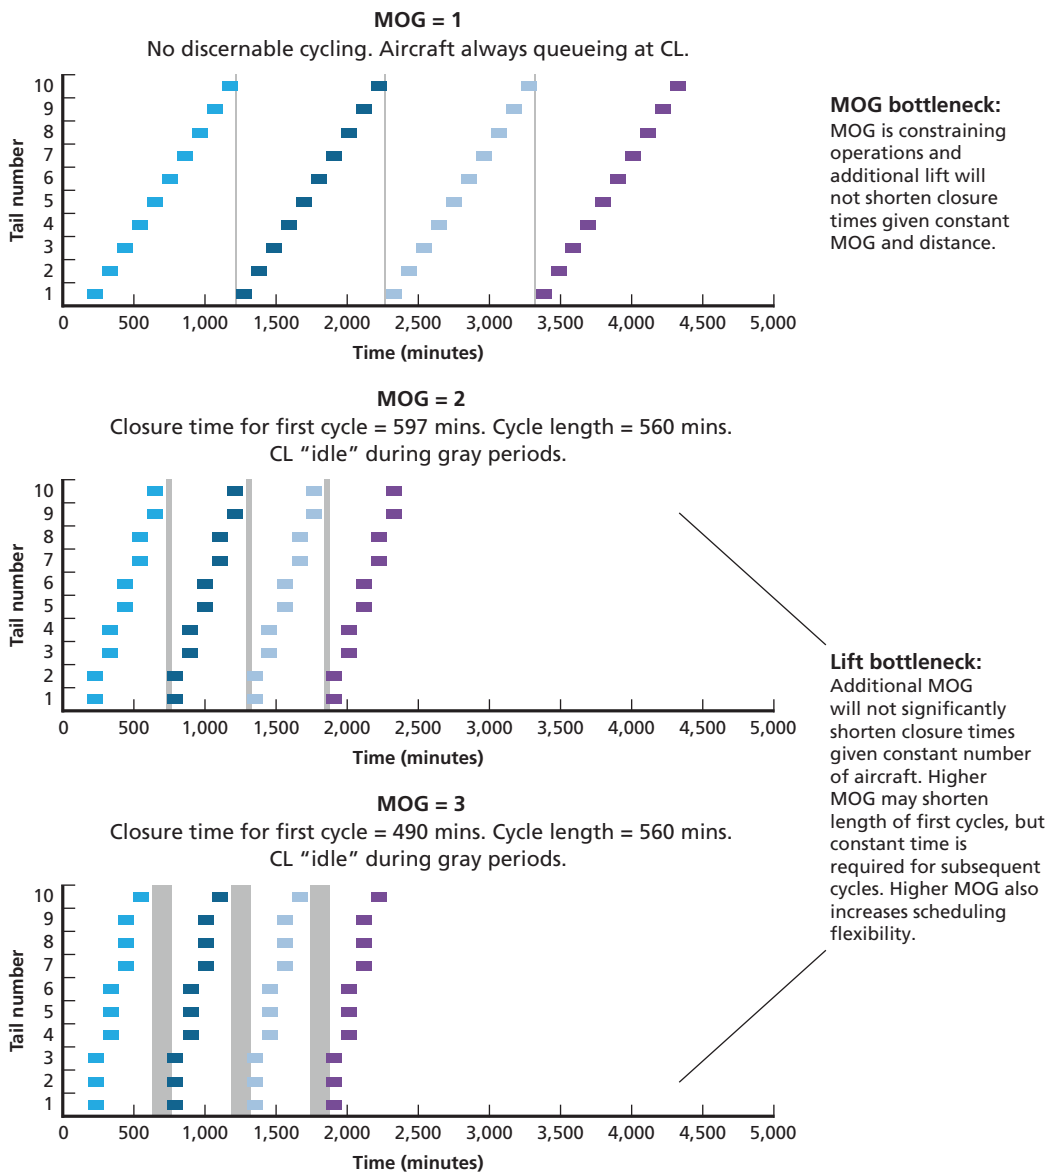 MOG = 1
No discernable cycling. Aircraft always queueing at CL.
Tail number
10
9
8
7
6
5
4
3
2
1
0 500 1,000 1,500 2,000 2,500 3,000 3,500 4,000 4,500 5,000
Time (minutes)
MOG bottleneck:
MOG is constraining
operations and
additional lift will
not shorten closure
times given constant
MOG and distance.
MOG = 2
Closure time for first cycle = 597 mins. Cycle length = 560 mins.
CL “idle” during gray periods.
Tail number
10
9
8
7
6
5
4
3
2
1
0 500 1,000 1,500 2,000 2,500 3,000 3,500 4,000 4,500 5,000
Time (minutes)
Lift bottleneck:
Additional MOG
will not significantly
shorten closure times
given constant number
of aircraft. Higher
MOG may shorten
length of first cycles, but
constant time is
required for subsequent
cycles. Higher MOG also
increases scheduling
flexibility.
MOG = 3
Closure time for first cycle = 490 mins. Cycle length = 560 mins.
CL “idle” during gray periods.
Tail number
10
9
8
7
6
5
4
3
2
1
0 500 1,000 1,500 2,000 2,500 3,000 3,500 4,000 4,500 5,000
Time (minutes)